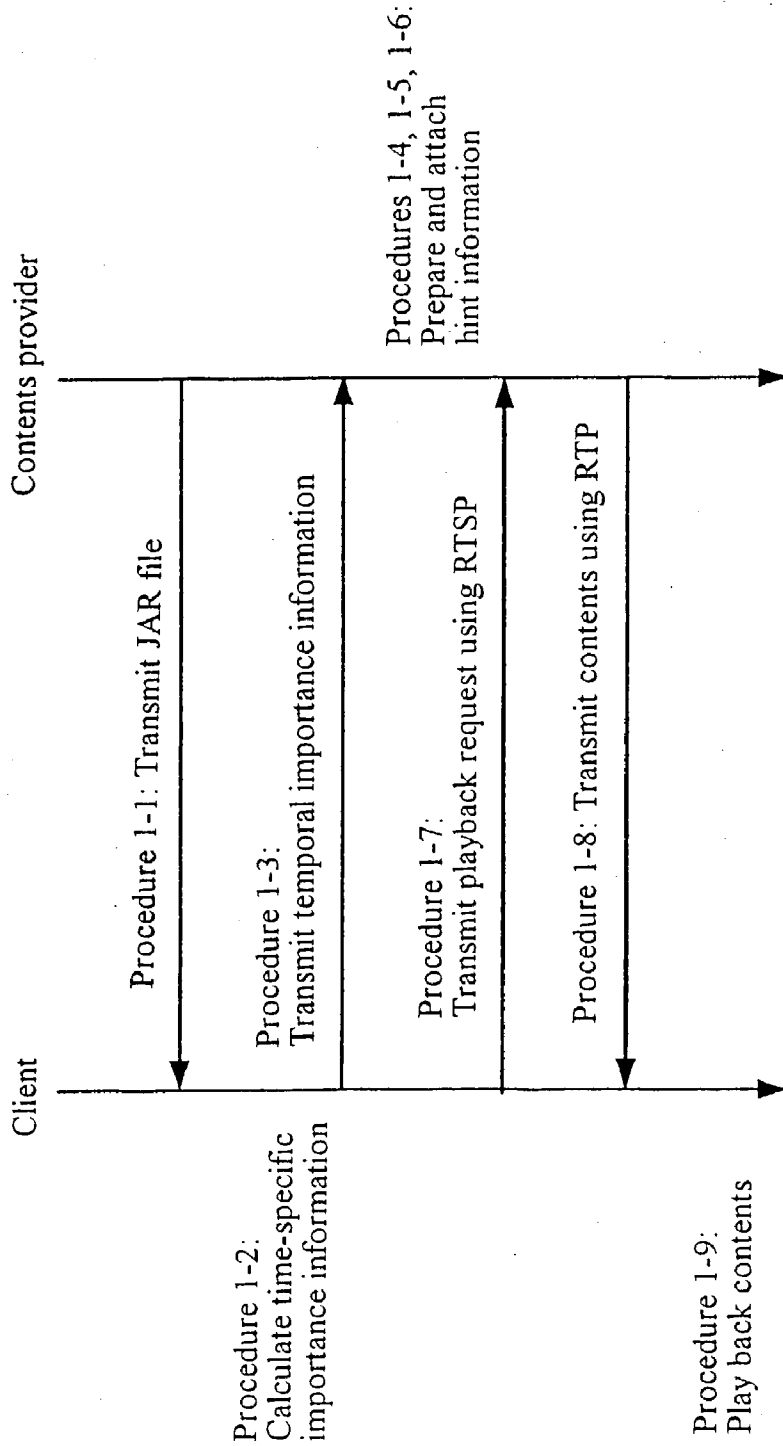 Client
Contents provider
Procedure 1-1: Transmit JAR file
Procedure 1-2:
Calculate time-specific
importance information
Procedure 1-3:
Transmit temporal importance information
Procedures 1-4, 1-5, 1-6:
Prepare and attach
hint information
Procedure 1-7:
Transmit playback request using RTSP
Procedure 1-8: Transmit contents using RTP
Procedure 1-9:
Play back contents